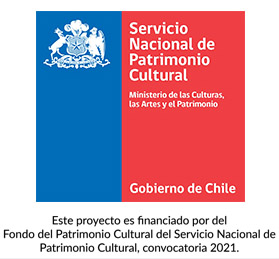 Servicio
Nacional de
Patrimonio
Cultural
Ministerio de las Culturas,
las Artes y el Patrimonio
Gobierno de Chile
Este proyecto es financiado por del
Fondo del Patrimonio Cultural del Servicio Nacional de
Patrimonio Cultural, convocatoria 2021.